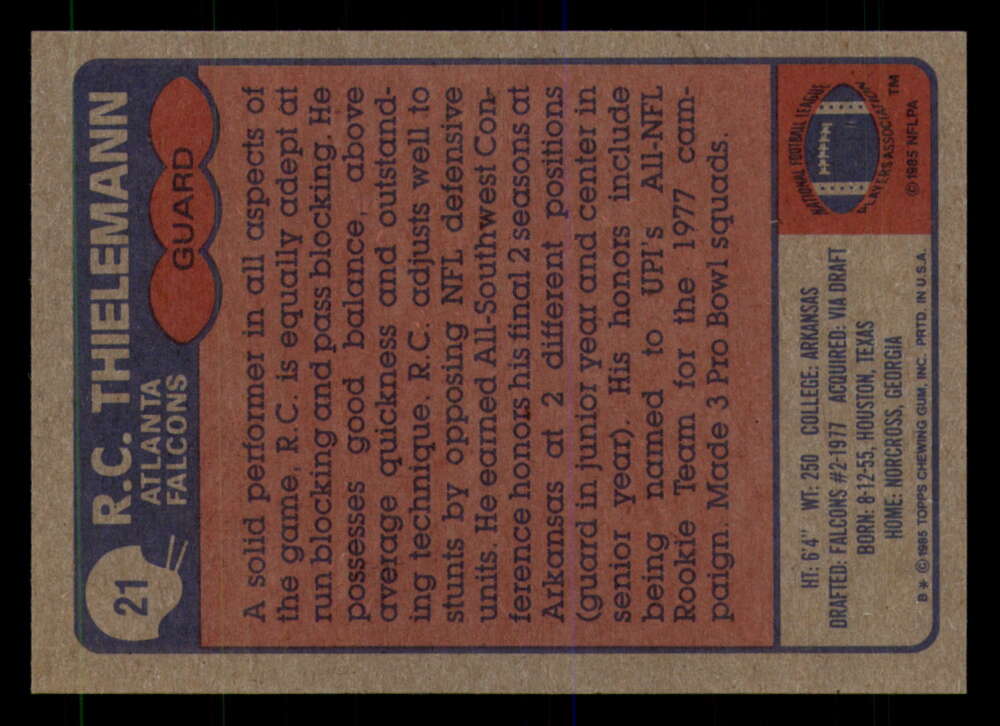 21
R.C. THIELEMANN
ATLANTA
FALCONS
GUARD
A solid performer in all aspects of
the game, R.C. is equally adept at
run blocking and pass blocking. He
possesses good balance, above
average quickness and outstand-
ing technique. R.C. adjusts well to
stunts by opposing NFL defensive
units. He earned All-Southwest Con-
ference honors his final 2 seasons at
Arkansas at 2 different positions
(guard in junior year and center in
senior year). His honors include
being named to UPI's All-NFL
Rookie Team for the 1977 cam-
paign. Made 3 Pro Bowl squads.
HT: 6'4" WT: 250 COLLEGE: ARKANSAS
DRAFTED: FALCONS #2-1977 ACQUIRED: VIA DRAFT
BORN: 8-12-55, HOUSTON, TEXAS
HOME: NORCROSS, GEORGIA
B* © 1985 TOPPS CHEWING GUM, INC. PRTD. IN U.S.A.
NATIONAL FOOTBALL LEAGUE
PLAYERS ASSOCIATION
TM
© 1985 NFLPA